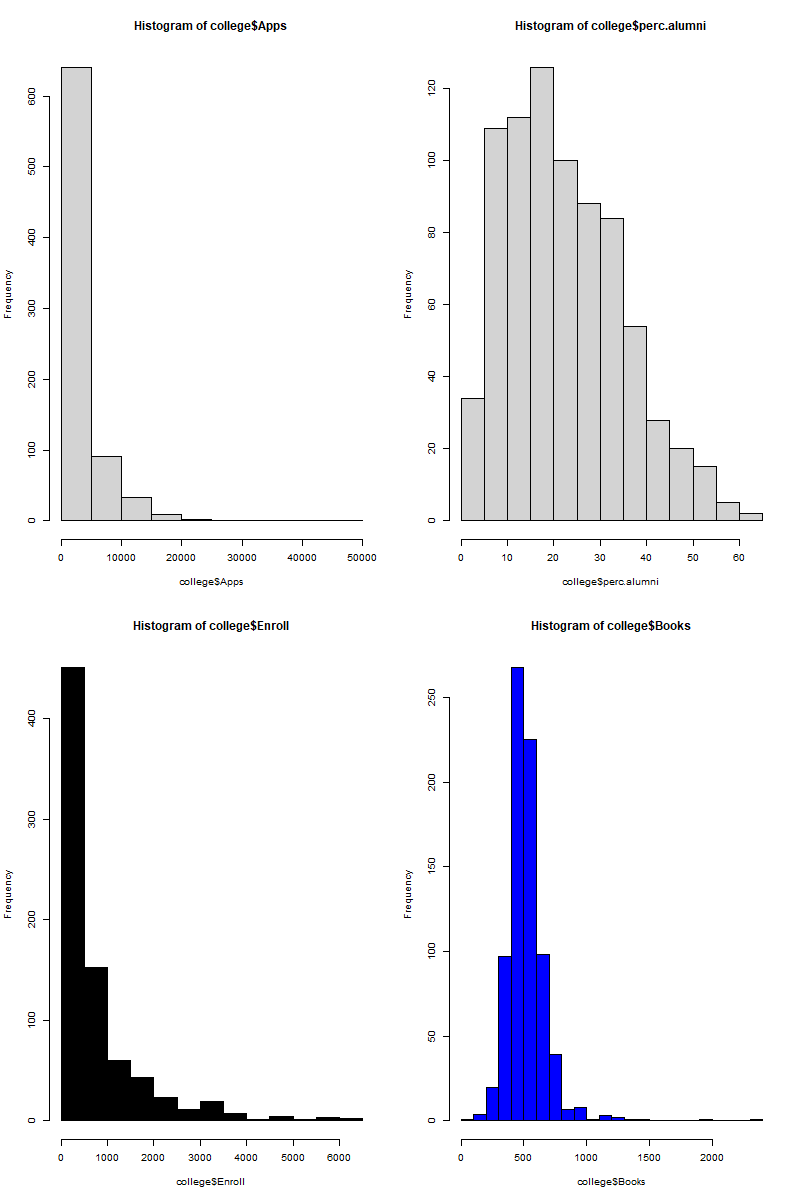 Histogram of college$Apps
Frequency
600
500
400
300
200
100
0
0 10000 20000 30000 40000 50000
college$Apps
Histogram of college$perc.alumni
Frequency
120
100
80
60
40
20
0
0 10 20 30 40 50 60
college$perc.alumni
Histogram of college$Enroll
Frequency
400
300
200
100
0
0 1000 2000 3000 4000 5000 6000
college$Enroll
Histogram of college$Books
Frequency
250
200
150
100
50
0
0 500 1000 1500 2000
college$Books